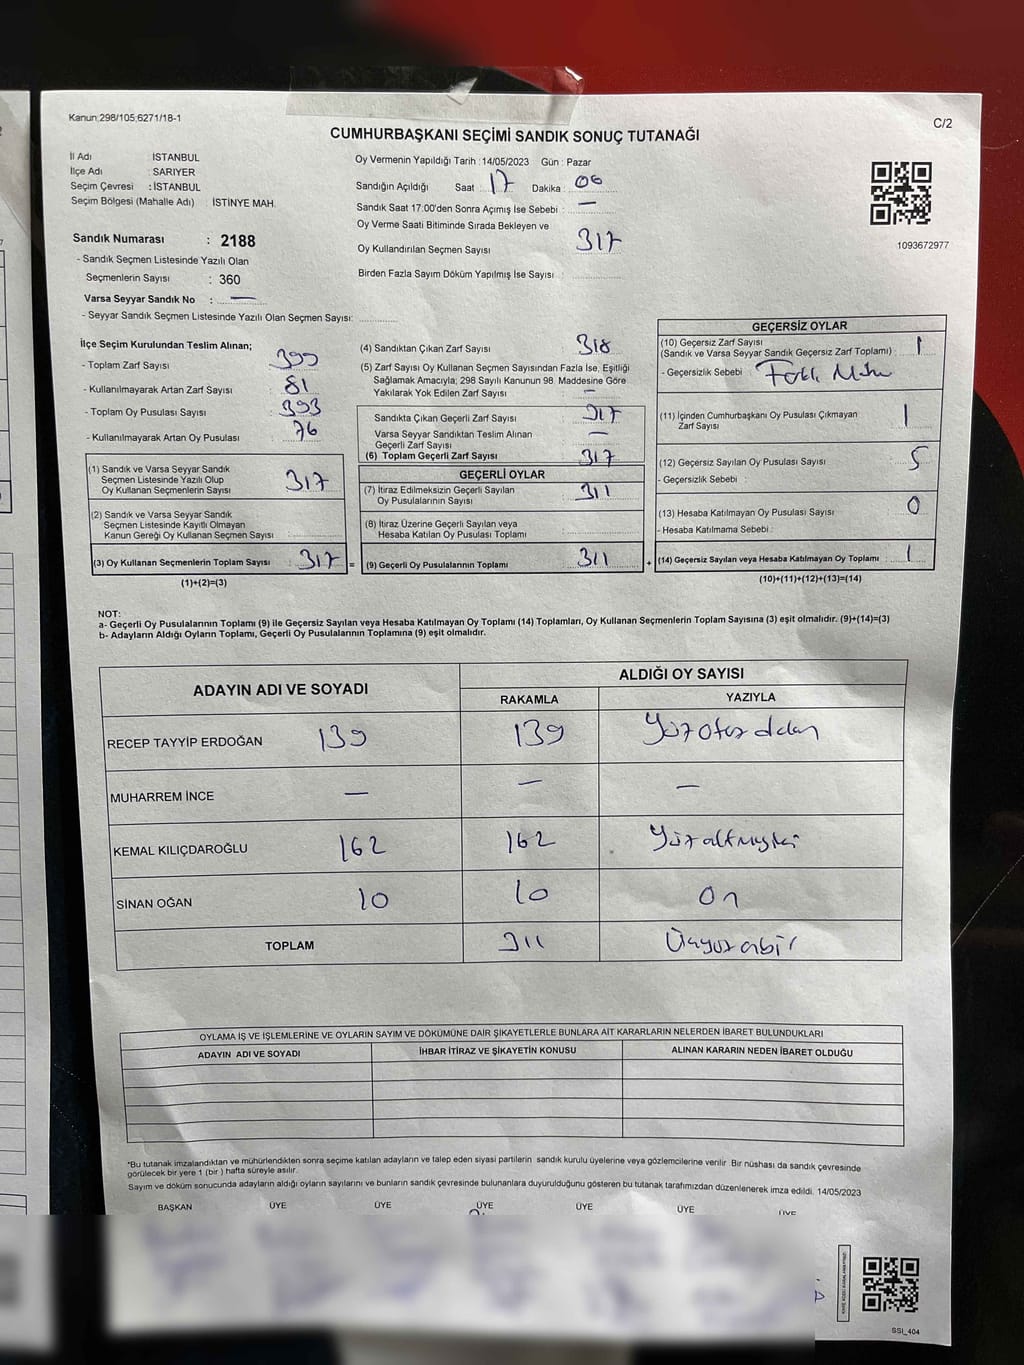 Kanun;298/105;6271/18-1
C/2
CUMHURBAŞKANI SEÇİMİ SANDIK SONUÇ TUTANAĞI
İl Adı : İSTANBUL
İlçe Adı : SARIYER
Seçim Çevresi : İSTANBUL
Seçim Bölgesi (Mahalle Adı) : İSTİNYE MAH.
Sandık Numarası : 2188
- Sandık Seçmen Listesinde Yazılı Olan
Seçmenlerin Sayısı : 360
Varsa Seyyar Sandık No : —
- Seyyar Sandık Seçmen Listesinde Yazılı Olan Seçmen Sayısı:
Oy Vermenin Yapıldığı Tarih : 14/05/2023 Gün : Pazar
Sandığın Açıldığı Saat : 17 Dakika : 06
Sandık Saat 17:00'den Sonra Açımış İse Sebebi : —
Oy Verme Saati Bitiminde Sırada Bekleyen ve
Oy Kullandırılan Seçmen Sayısı : 317
Birden Fazla Sayım Döküm Yapılmış İse Sayısı :
1093672977
İlçe Seçim Kurulundan Teslim Alınan;
- Toplam Zarf Sayısı : 399
- Kullanılmayarak Artan Zarf Sayısı : 81
- Toplam Oy Pusulası Sayısı : 393
- Kullanılmayarak Artan Oy Pusulası : 76
(1) Sandık ve Varsa Seyyar Sandık
Seçmen Listesinde Yazılı Olup
Oy Kullanan Seçmenlerin Sayısı : 317
(2) Sandık ve Varsa Seyyar Sandık
Seçmen Listesinde Kayıtlı Olmayan
Kanun Gereği Oy Kullanan Seçmen Sayısı :
(3) Oy Kullanan Seçmenlerin Toplam Sayısı : 317
(1)+(2)=(3)
(4) Sandıktan Çıkan Zarf Sayısı : 318
(5) Zarf Sayısı Oy Kullanan Seçmen Sayısından Fazla İse, Eşitliği
Sağlamak Amacıyla; 298 Sayılı Kanunun 98. Maddesine Göre
Yakılarak Yok Edilen Zarf Sayısı : —
Sandıkta Çıkan Geçerli Zarf Sayısı : 317
Varsa Seyyar Sandıktan Teslim Alınan
Geçerli Zarf Sayısı : —
(6) Toplam Geçerli Zarf Sayısı : 317
GEÇERLİ OYLAR
(7) İtiraz Edilmeksizin Geçerli Sayılan
Oy Pusulalarının Sayısı : 311
(8) İtiraz Üzerine Geçerli Sayılan veya
Hesaba Katılan Oy Pusulası Toplamı :
= (9) Geçerli Oy Pusulalarının Toplamı : 311 +
GEÇERSİZ OYLAR
(10) Geçersiz Zarf Sayısı
(Sandık ve Varsa Seyyar Sandık Geçersiz Zarf Toplamı) : 1
- Geçersizlik Sebebi : Farklı
(11) İçinden Cumhurbaşkanı Oy Pusulası Çıkmayan
Zarf Sayısı : 1
(12) Geçersiz Sayılan Oy Pusulası Sayısı : 5
- Geçersizlik Sebebi :
(13) Hesaba Katılmayan Oy Pusulası Sayısı : 0
- Hesaba Katılmama Sebebi :
(14) Geçersiz Sayılan veya Hesaba Katılmayan Oy Toplamı : 1
(10)+(11)+(12)+(13)=(14)
NOT:
a- Geçerli Oy Pusulalarının Toplamı (9) ile Geçersiz Sayılan veya Hesaba Katılmayan Oy Toplamı (14) Toplamları, Oy Kullanan Seçmenlerin Toplam Sayısına (3) eşit olmalıdır. (9)+(14)=(3)
b- Adayların Aldığı Oyların Toplamı, Geçerli Oy Pusulalarının Toplamına (9) eşit olmalıdır.
ADAYIN ADI VE SOYADI
ALDIĞI OY SAYISI
RAKAMLA YAZIYLA
RECEP TAYYİP ERDOĞAN 139 139 Yüzotuzdokuz
MUHARREM İNCE — — —
KEMAL KILIÇDAROĞLU 162 162 Yüzaltmışiki
SİNAN OĞAN 10 10 On
TOPLAM 311 Üçyüzonbir
OYLAMA İŞ VE İŞLEMLERİNE VE OYLARIN SAYIM VE DÖKÜMÜNE DAİR ŞİKAYETLERLE BUNLARA AİT KARARLARIN NELERDEN İBARET BULUNDUKLARI
ADAYIN ADI VE SOYADI İHBAR İTİRAZ VE ŞİKAYETİN KONUSU ALINAN KARARIN NEDEN İBARET OLDUĞU
*Bu tutanak imzalandıktan ve mühürlendikten sonra seçime katılan adayların ve talep eden siyasi partilerin sandık kurulu üyelerine veya gözlemcilerine verilir. Bir nüshası da sandık çevresinde
görülecek bir yere 1 (bir) hafta süreyle asılır.
Sayım ve döküm sonucunda adayların aldığı oyların sayılarını ve bunların sandık çevresinde bulunanlara duyurulduğunu gösteren bu tutanak tarafımızdan düzenlenerek imza edildi. 14/05/2023
BAŞKAN ÜYE ÜYE ÜYE ÜYE ÜYE ÜYE
SSI_404